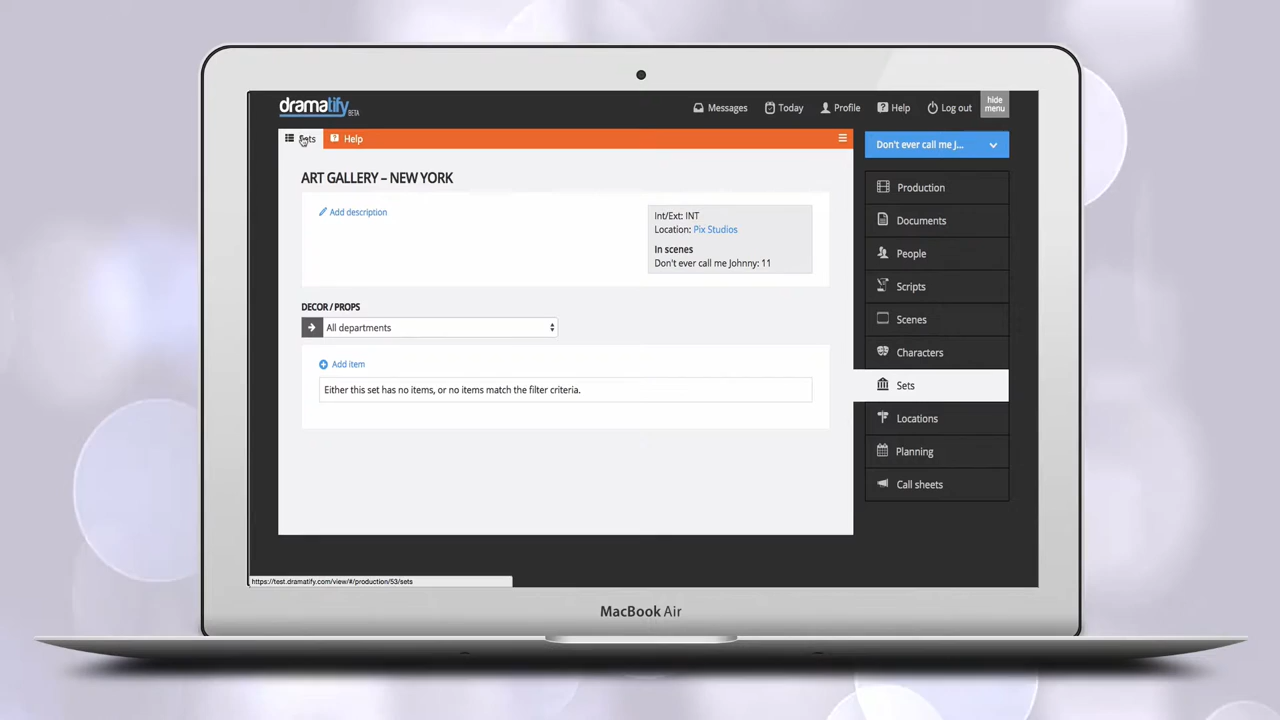 dramatify BETA
Messages
Today
Profile
Help
Log out
hide menu
Sets
Help
Don't ever call me J...
ART GALLERY – NEW YORK
Add description
Int/Ext: INT
Location: Pix Studios
In scenes
Don't ever call me Johnny: 11
DECOR / PROPS
All departments
Add item
Either this set has no items, or no items match the filter criteria.
Production
Documents
People
Scripts
Scenes
Characters
Sets
Locations
Planning
Call sheets
https://test.dramatify.com/view/#/production/53/sets
MacBook Air